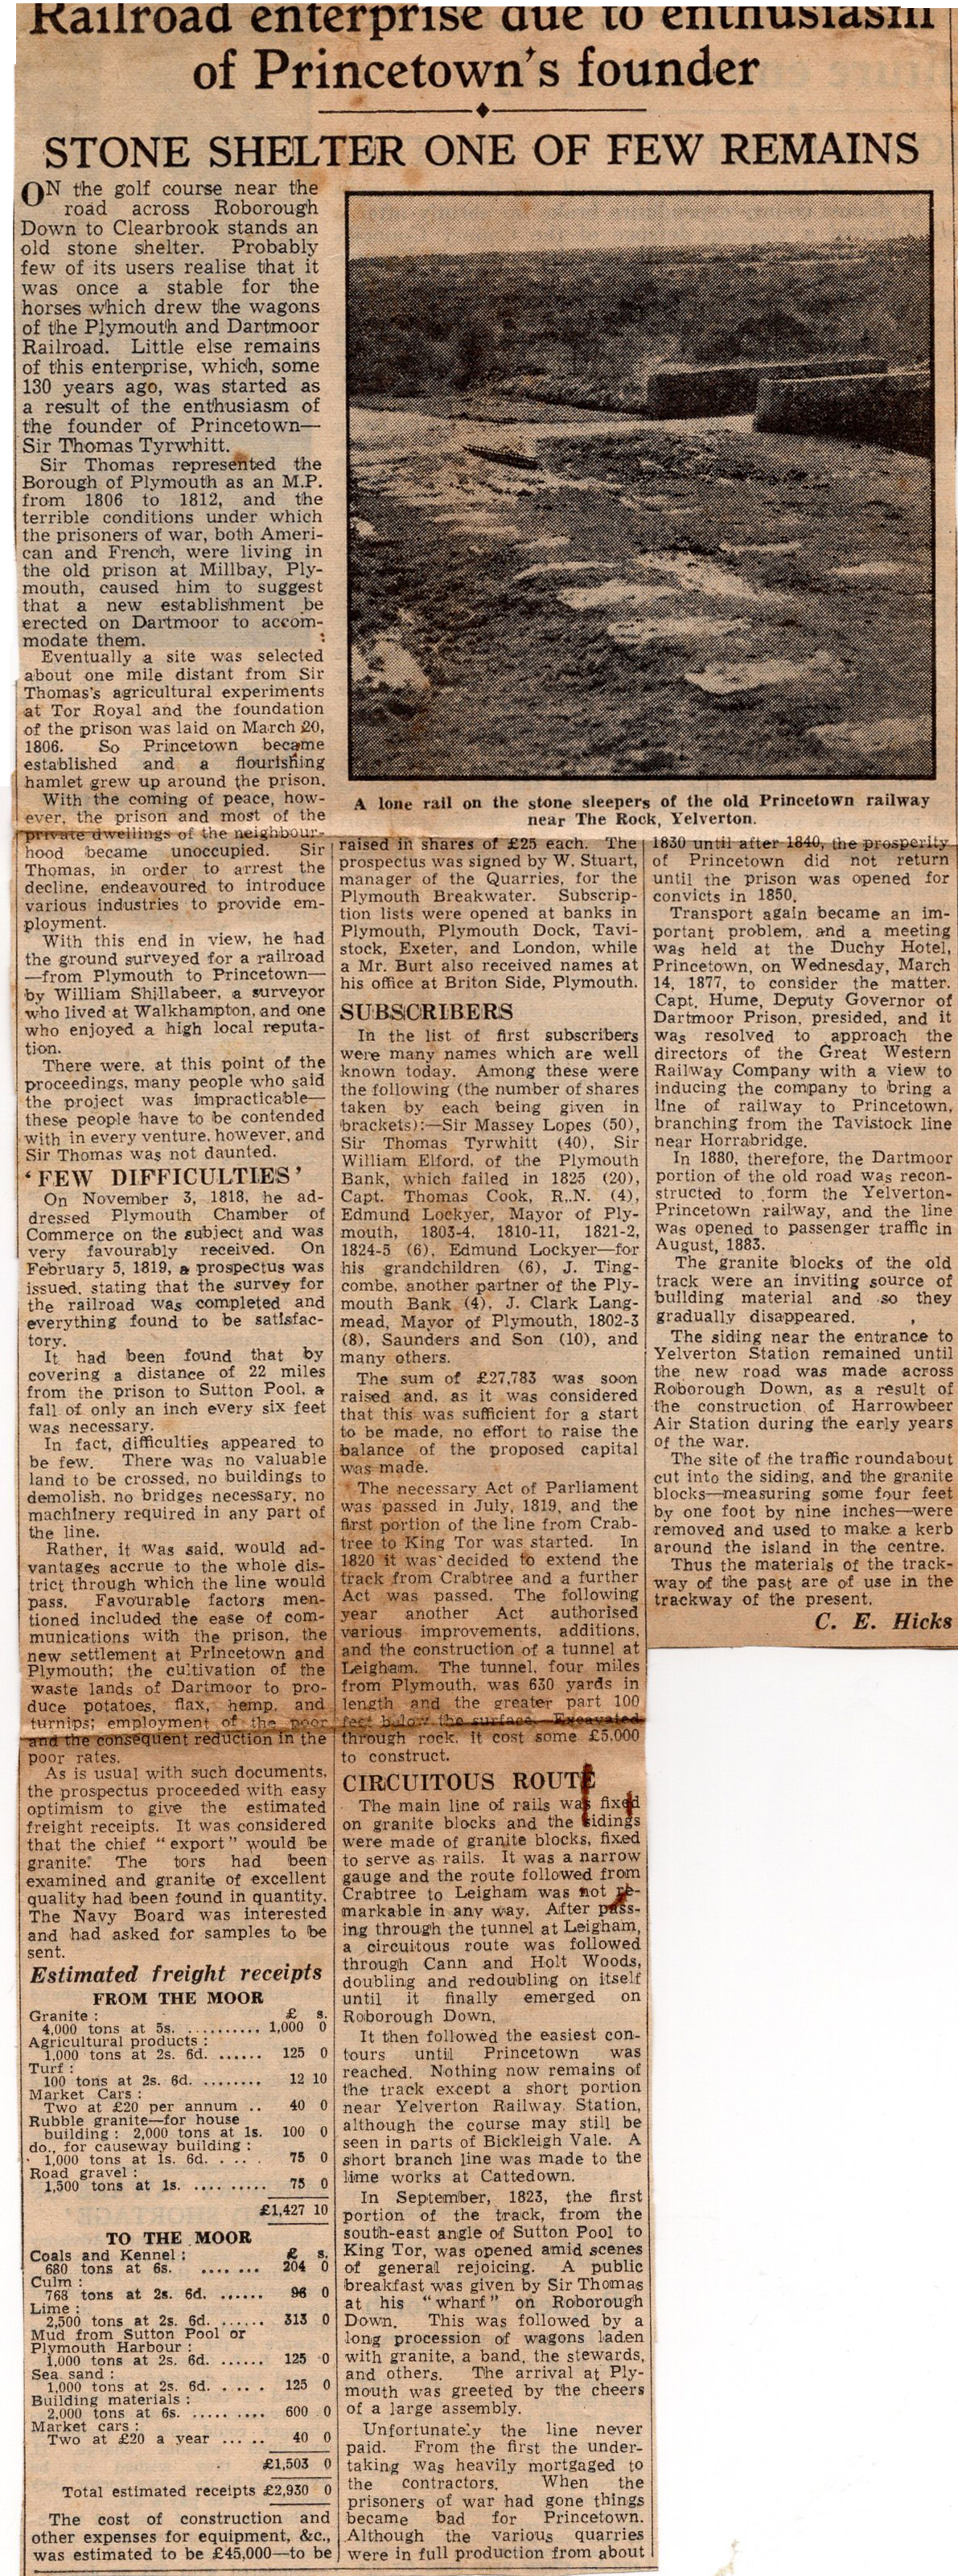 Railroad enterprise due to enthusiasm
of Princetown's founder
STONE SHELTER ONE OF FEW REMAINS
ON the golf course near the
road across Roborough
Down to Clearbrook stands an
old stone shelter. Probably
few of its users realise that it
was once a stable for the
horses which drew the wagons
of the Plymouth and Dartmoor
Railroad. Little else remains
of this enterprise, which, some
130 years ago, was started as
a result of the enthusiasm of
the founder of Princetown—
Sir Thomas Tyrwhitt.
Sir Thomas represented the
Borough of Plymouth as an M.P.
from 1806 to 1812, and the
terrible conditions under which
the prisoners of war, both Ameri-
can and French, were living in
the old prison at Millbay, Ply-
mouth, caused him to suggest
that a new establishment be
erected on Dartmoor to accom-
modate them.
Eventually a site was selected
about one mile distant from Sir
Thomas's agricultural experiments
at Tor Royal and the foundation
of the prison was laid on March 20,
1806. So Princetown became
established and a flourishing
hamlet grew up around the prison.
With the coming of peace, how-
ever, the prison and most of the
private dwellings of the neighbour-
hood became unoccupied. Sir
Thomas, in order to arrest the
decline, endeavoured to introduce
various industries to provide em-
ployment.
With this end in view, he had
the ground surveyed for a railroad
—from Plymouth to Princetown—
by William Shillabeer, a surveyor
who lived at Walkhampton, and one
who enjoyed a high local reputa-
tion.
There were, at this point of the
proceedings, many people who said
the project was impracticable—
these people have to be contended
with in every venture, however, and
Sir Thomas was not daunted.
'FEW DIFFICULTIES'
On November 3, 1818, he ad-
dressed Plymouth Chamber of
Commerce on the subject and was
very favourably received. On
February 5, 1819, a prospectus was
issued, stating that the survey for
the railroad was completed and
everything found to be satisfac-
tory.
It had been found that by
covering a distance of 22 miles
from the prison to Sutton Pool, a
fall of only an inch every six feet
was necessary.
In fact, difficulties appeared to
be few. There was no valuable
land to be crossed, no buildings to
demolish, no bridges necessary, no
machinery required in any part of
the line.
Rather, it was said, would ad-
vantages accrue to the whole dis-
trict through which the line would
pass. Favourable factors men-
tioned included the ease of com-
munications with the prison, the
new settlement at Princetown and
Plymouth; the cultivation of the
waste lands of Dartmoor to pro-
duce potatoes, flax, hemp, and
turnips; employment of the poor
and the consequent reduction in the
poor rates.
As is usual with such documents,
the prospectus proceeded with easy
optimism to give the estimated
freight receipts. It was considered
that the chief "export" would be
granite. The tors had been
examined and granite of excellent
quality had been found in quantity.
The Navy Board was interested
and had asked for samples to be
sent.
Estimated freight receipts
FROM THE MOOR
£ s.
Granite:
4,000 tons at 5s. .......... 1,000 0
Agricultural products:
1,000 tons at 2s. 6d. ...... 125 0
Turf:
100 tons at 2s. 6d. ........ 12 10
Market Cars:
Two at £20 per annum .. 40 0
Rubble granite—for house
building: 2,000 tons at 1s. 100 0
do., for causeway building:
1,000 tons at 1s. 6d. ..... 75 0
Road gravel:
1,500 tons at 1s. .......... 75 0
£1,427 10
TO THE MOOR
£ s.
Coals and Kennel:
680 tons at 6s. ....... 204 0
Culm:
768 tons at 2s. 6d. ...... 96 0
Lime:
2,500 tons at 2s. 6d. ...... 313 0
Mud from Sutton Pool or
Plymouth Harbour:
1,000 tons at 2s. 6d. ...... 125 0
Sea sand:
1,000 tons at 2s. 6d. ..... 125 0
Building materials:
2,000 tons at 6s. ......... 600 0
Market cars:
Two at £20 a year ..... 40 0
£1,503 0
Total estimated receipts £2,930 0
The cost of construction and
other expenses for equipment, &c.,
was estimated to be £45,000—to be
A lone rail on the stone sleepers of the old Princetown railway
near The Rock, Yelverton.
raised in shares of £25 each. The
prospectus was signed by W. Stuart,
manager of the Quarries, for the
Plymouth Breakwater. Subscrip-
tion lists were opened at banks in
Plymouth, Plymouth Dock, Tavi-
stock, Exeter, and London, while
a Mr. Burt also received names at
his office at Briton Side, Plymouth.
SUBSCRIBERS
In the list of first subscribers
were many names which are well
known today. Among these were
the following (the number of shares
taken by each being given in
brackets):—Sir Massey Lopes (50),
Sir Thomas Tyrwhitt (40), Sir
William Elford, of the Plymouth
Bank, which failed in 1825 (20),
Capt. Thomas Cook, R.N. (4),
Edmund Lockyer, Mayor of Ply-
mouth, 1803-4, 1810-11, 1821-2,
1824-5 (6), Edmund Lockyer—for
his grandchildren (6), J. Ting-
combe, another partner of the Ply-
mouth Bank (4), J. Clark Lang-
mead, Mayor of Plymouth, 1802-3
(8), Saunders and Son (10), and
many others.
The sum of £27,783 was soon
raised and, as it was considered
that this was sufficient for a start
to be made, no effort to raise the
balance of the proposed capital
was made.
The necessary Act of Parliament
was passed in July, 1819, and the
first portion of the line from Crab-
tree to King Tor was started. In
1820 it was decided to extend the
track from Crabtree and a further
Act was passed. The following
year another Act authorised
various improvements, additions,
and the construction of a tunnel at
Leigham. The tunnel, four miles
from Plymouth, was 630 yards in
length and the greater part 100
feet below the surface. Excavated
through rock, it cost some £5,000
to construct.
CIRCUITOUS ROUTE
The main line of rails was fixed
on granite blocks and the sidings
were made of granite blocks, fixed
to serve as rails. It was a narrow
gauge and the route followed from
Crabtree to Leigham was not re-
markable in any way. After pass-
ing through the tunnel at Leigham,
a circuitous route was followed
through Cann and Holt Woods,
doubling and redoubling on itself
until it finally emerged on
Roborough Down.
It then followed the easiest con-
tours until Princetown was
reached. Nothing now remains of
the track except a short portion
near Yelverton Railway Station,
although the course may still be
seen in parts of Bickleigh Vale. A
short branch line was made to the
lime works at Cattedown.
In September, 1823, the first
portion of the track, from the
south-east angle of Sutton Pool to
King Tor, was opened amid scenes
of general rejoicing. A public
breakfast was given by Sir Thomas
at his "wharf" on Roborough
Down. This was followed by a
long procession of wagons laden
with granite, a band, the stewards,
and others. The arrival at Ply-
mouth was greeted by the cheers
of a large assembly.
Unfortunately the line never
paid. From the first the under-
taking was heavily mortgaged to
the contractors. When the
prisoners of war had gone things
became bad for Princetown.
Although the various quarries
were in full production from about
1830 until after 1840, the prosperity
of Princetown did not return
until the prison was opened for
convicts in 1850.
Transport again became an im-
portant problem, and a meeting
was held at the Duchy Hotel,
Princetown, on Wednesday, March
14, 1877, to consider the matter.
Capt. Hume, Deputy Governor of
Dartmoor Prison, presided, and it
was resolved to approach the
directors of the Great Western
Railway Company with a view to
inducing the company to bring a
line of railway to Princetown,
branching from the Tavistock line
near Horrabridge.
In 1880, therefore, the Dartmoor
portion of the old road was recon-
structed to form the Yelverton-
Princetown railway, and the line
was opened to passenger traffic in
August, 1883.
The granite blocks of the old
track were an inviting source of
building material and so they
gradually disappeared.
The siding near the entrance to
Yelverton Station remained until
the new road was made across
Roborough Down, as a result of
the construction of Harrowbeer
Air Station during the early years
of the war.
The site of the traffic roundabout
cut into the siding, and the granite
blocks—measuring some four feet
by one foot by nine inches—were
removed and used to make a kerb
around the island in the centre.
Thus the materials of the track-
way of the past are of use in the
trackway of the present.
C. E. Hicks